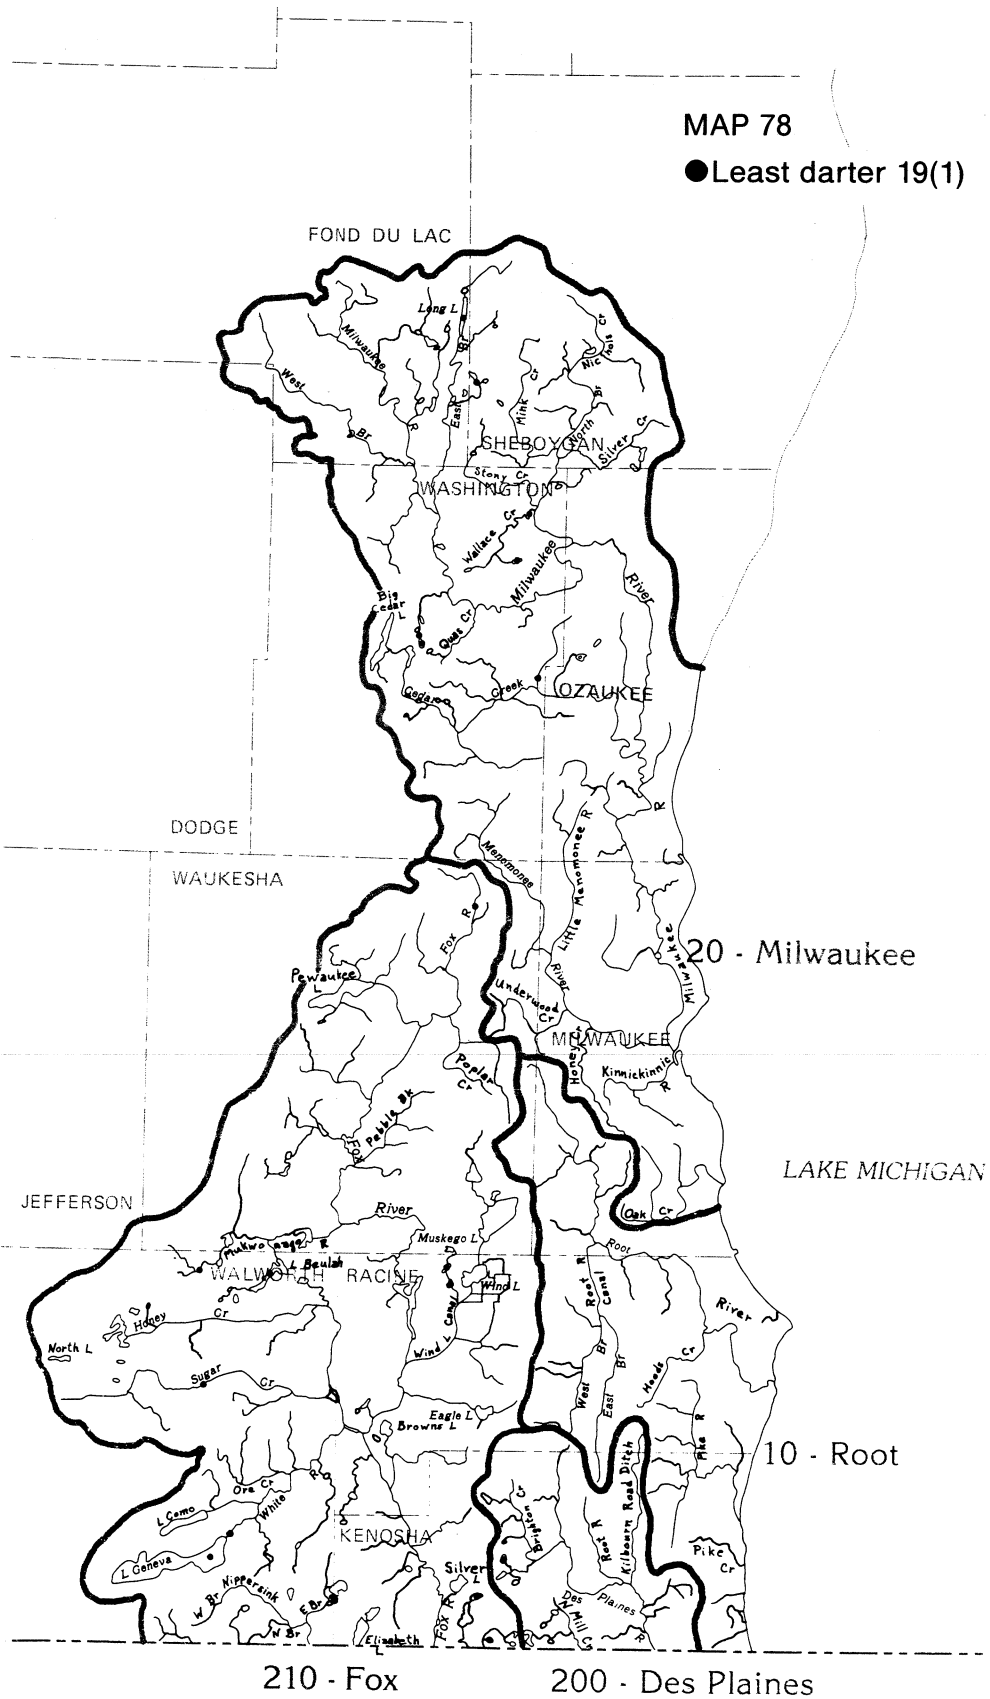 MAP 78
●Least darter 19(1)
FOND DU LAC
Long L
Milwaukee
West
Br
R
East
Br
Mink
Cr
Nichols
Cr
North
Br
Silver
Cr
SHEBOYGAN
Stony Cr
WASHINGTON
Wallace
Cr
Milwaukee
River
Big
Cedar
L
Quas Cr
Cedar
Creek
OZAUKEE
DODGE
WAUKESHA
Menomonee
Little Menomonee R
R
Fox
R
River
Milwaukee
20 - Milwaukee
Pewaukee
L
Underwood
Cr
MILWAUKEE
Honey Cr
Kinnickinnic
R
Poplar
Cr
Pebble Bk
Fox
LAKE MICHIGAN
JEFFERSON
River
Oak Cr
Muskego L
Mukwonago R
L Beulah
WALWORTH
RACINE
Wind L
Wind L Canal
Root
Root R
Canal
River
Honey
Cr
North L
Sugar
Cr
West
Br
East
Br
Hoods
Cr
Pike R
Eagle L
Browns L
10 - Root
Ore Cr
White
R
L Como
L Geneva
KENOSHA
Brighton
Cr
Root R
Kilbourn Road Ditch
Pike
Cr
Silver
L
W Br
Nippersink
N Br
E Br
Fox R
Elizabeth
L
Des
Plaines
R
N Mill
Cr
210 - Fox
200 - Des Plaines